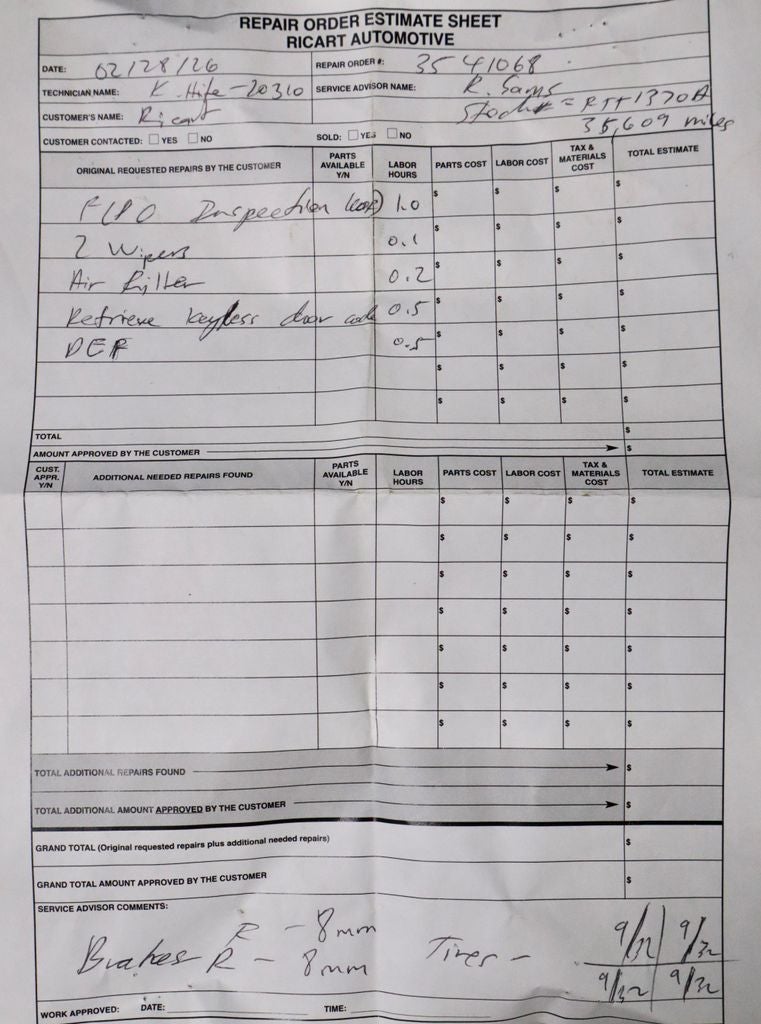 REPAIR ORDER ESTIMATE SHEET
RICART AUTOMOTIVE
DATE: 02/28/26 REPAIR ORDER #: 3541068
TECHNICIAN NAME: K. - 20310 SERVICE ADVISOR NAME: R. Sams
CUSTOMER'S NAME: Ricart Stock# =
35,609 miles
CUSTOMER CONTACTED: YES NO SOLD: YES NO
ORIGINAL REQUESTED REPAIRS BY THE CUSTOMER PARTS AVAILABLE Y/N LABOR HOURS PARTS COST LABOR COST TAX & MATERIALS COST TOTAL ESTIMATE
Inspection 1.0 $ $ $ $
2 Wipers 0.1 $ $ $ $
Air Filter 0.2 $ $ $ $
Retrieve keyless door code 0.5 $ $ $ $
DEF 0.5 $ $ $ $
$ $ $ $
$ $ $ $
TOTAL $
AMOUNT APPROVED BY THE CUSTOMER $
CUST. APPR. Y/N ADDITIONAL NEEDED REPAIRS FOUND PARTS AVAILABLE Y/N LABOR HOURS PARTS COST LABOR COST TAX & MATERIALS COST TOTAL ESTIMATE
$ $ $ $
$ $ $ $
$ $ $ $
$ $ $ $
$ $ $ $
$ $ $ $
$ $ $ $
TOTAL ADDITIONAL REPAIRS FOUND $
TOTAL ADDITIONAL AMOUNT APPROVED BY THE CUSTOMER $
GRAND TOTAL (Original requested repairs plus additional needed repairs) $
GRAND TOTAL AMOUNT APPROVED BY THE CUSTOMER $
SERVICE ADVISOR COMMENTS:
Brakes - 8mm Tires - 9/32 9/32
R - 8mm 9/32 9/32
WORK APPROVED: DATE: TIME: